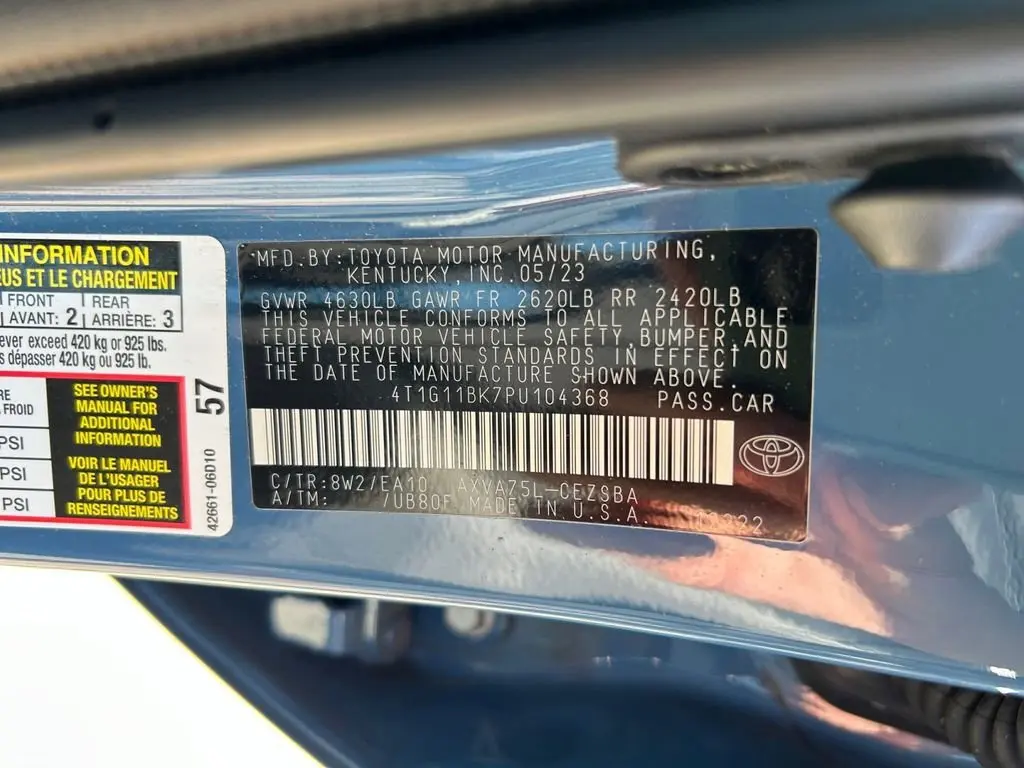 INFORMATION
US ET LE CHARGEMENT
FRONT REAR
AVANT: 2 ARRIÈRE: 3
ever exceed 420 kg or 925 lbs.
s dépasser 420 kg ou 925 lb.
RE
FROID
PSI
PSI
PSI
SEE OWNER'S
MANUAL FOR
ADDITIONAL
INFORMATION
VOIR LE MANUEL
DE L'USAGER
POUR PLUS DE
RENSEIGNEMENTS
57
42661-06D10
MFD. BY: TOYOTA MOTOR MANUFACTURING,
KENTUCKY, INC. 05/23
GVWR 4630LB GAWR FR 2620LB RR 2420LB
THIS VEHICLE CONFORMS TO ALL APPLICABLE
FEDERAL MOTOR VEHICLE SAFETY, BUMPER, AND
THEFT PREVENTION STANDARDS IN EFFECT ON
THE DATE OF MANUFACTURE SHOWN ABOVE.
4T1G11BK7PU104368 PASS.CAR
C/TR: 8W2/EA10 AXVA75L-CEZSBA
A/TM: /UB80F MADE IN U.S.A.